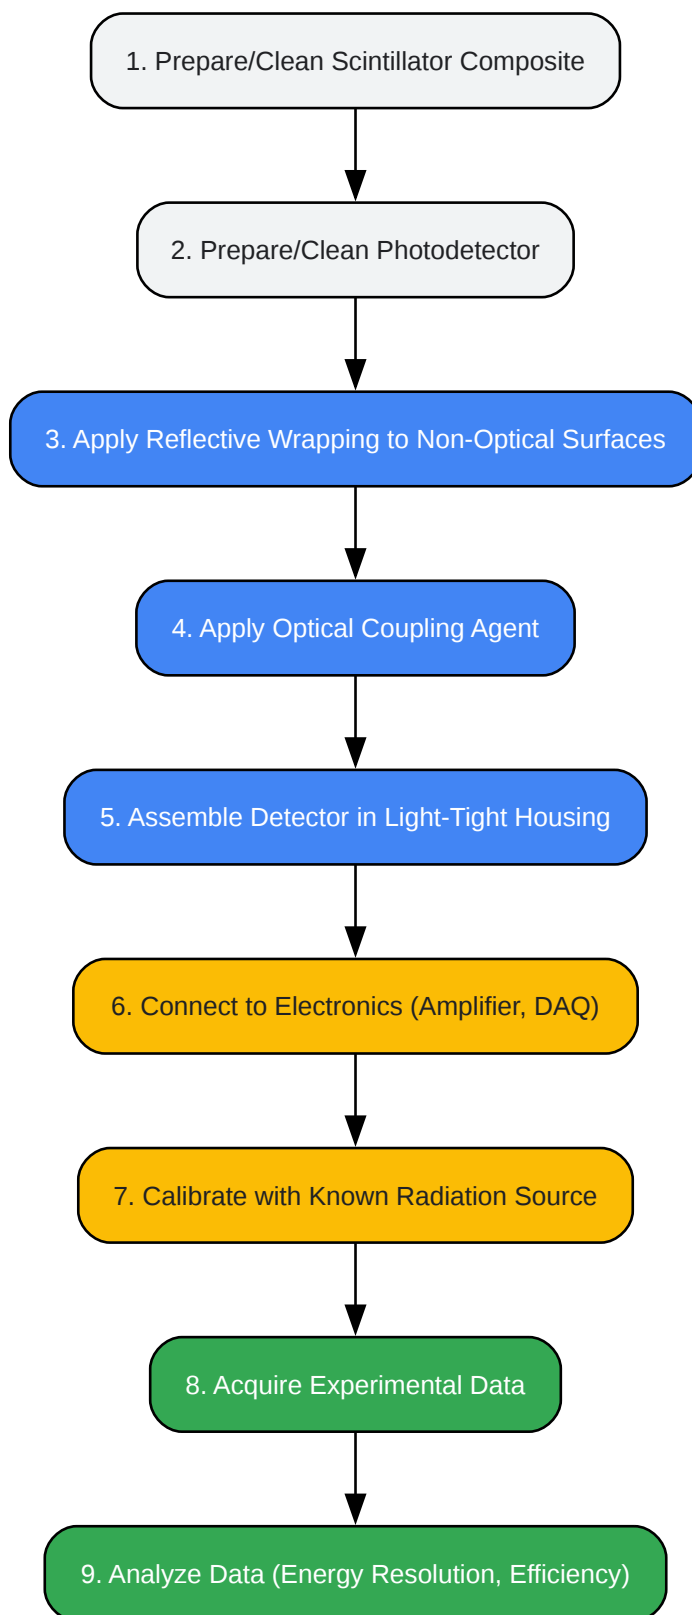 1. Prepare/Clean Scintillator Composite
2. Prepare/Clean Photodetector
3. Apply Reflective Wrapping to Non-Optical Surfaces
4. Apply Optical Coupling Agent
5. Assemble Detector in Light-Tight Housing
6. Connect to Electronics (Amplifier, DAQ)
7. Calibrate with Known Radiation Source
8. Acquire Experimental Data
9. Analyze Data (Energy Resolution, Efficiency)